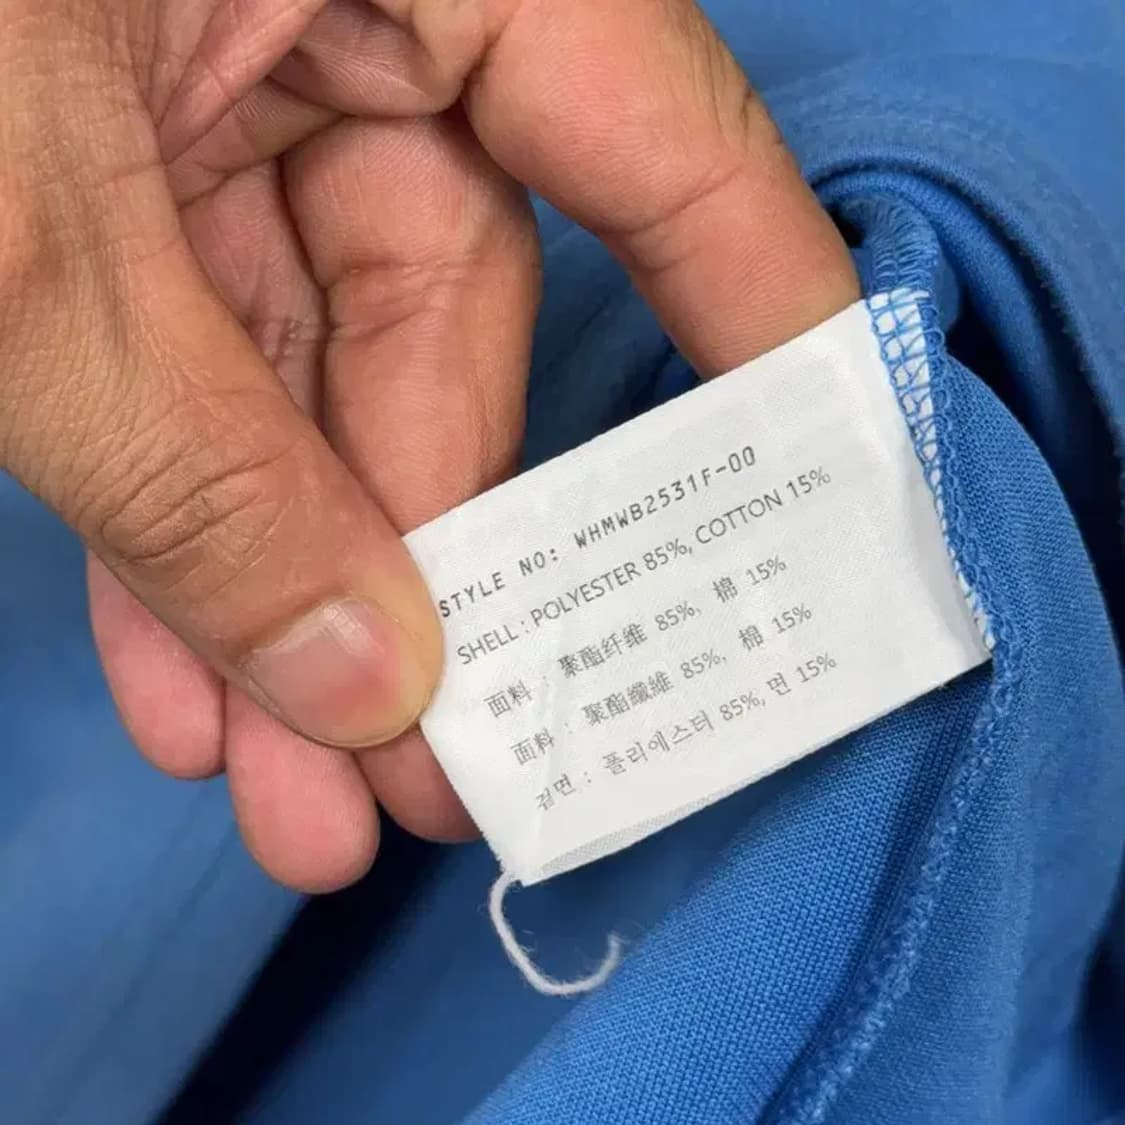 STYLE NO: WHMWB2531F-00
SHELL : POLYESTER 85%, COTTON 15%
面料 : 聚酯纤维 85%, 棉 15%
面料 : 聚酯纖維 85%, 棉 15%
겉면 : 폴리에스터 85%, 면 15%